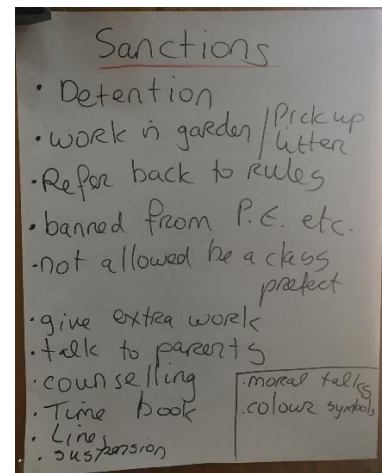 Sanctions
• Detention
• work in garden / Pick up
litter
• Refer back to rules
• banned from P.E. etc.
• not allowed be a class
prefect
• give extra work
• talk to parents
• counselling
• Time book
• Lines
• suspension
• moral talks
• colour symbols